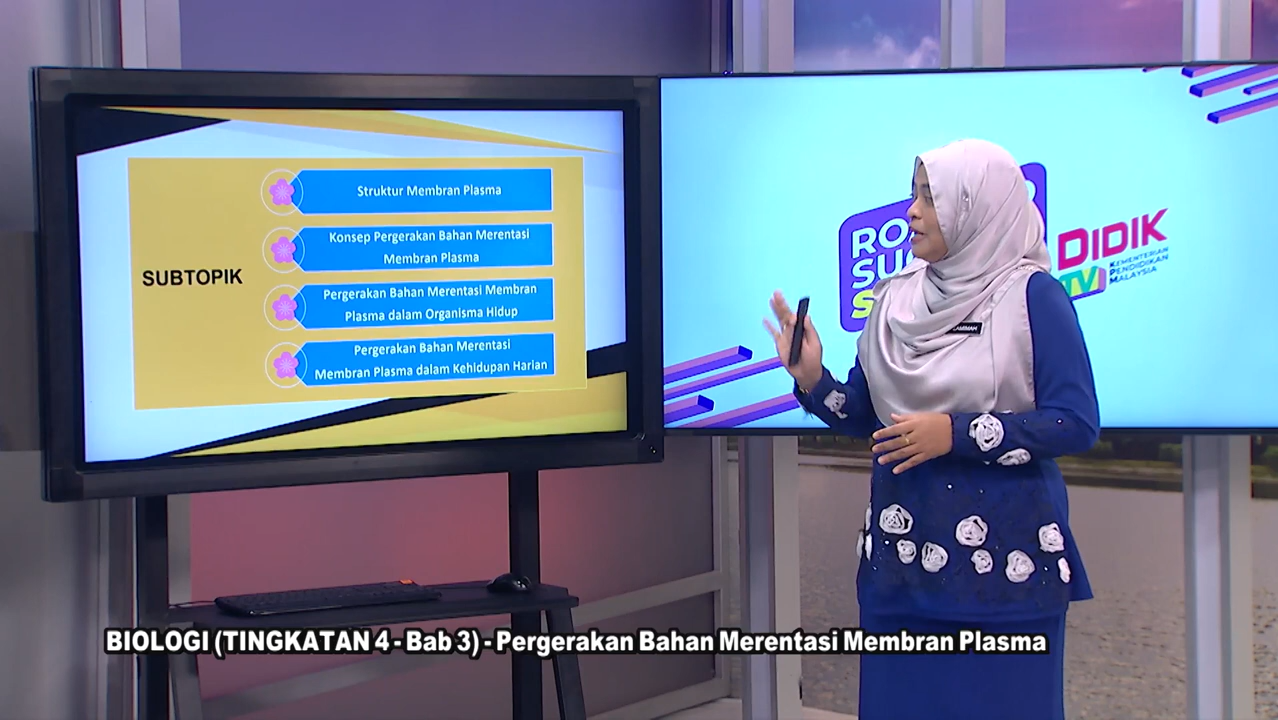 SUBTOPIK
Struktur Membran Plasma
Konsep Pergerakan Bahan Merentasi
Membran Plasma
Pergerakan Bahan Merentasi Membran
Plasma dalam Organisma Hidup
Pergerakan Bahan Merentasi
Membran Plasma dalam Kehidupan Harian
DIDIK
TV
KEMENTERIAN
PENDIDIKAN
MALAYSIA
BIOLOGI (TINGKATAN 4 - Bab 3) - Pergerakan Bahan Merentasi Membran Plasma